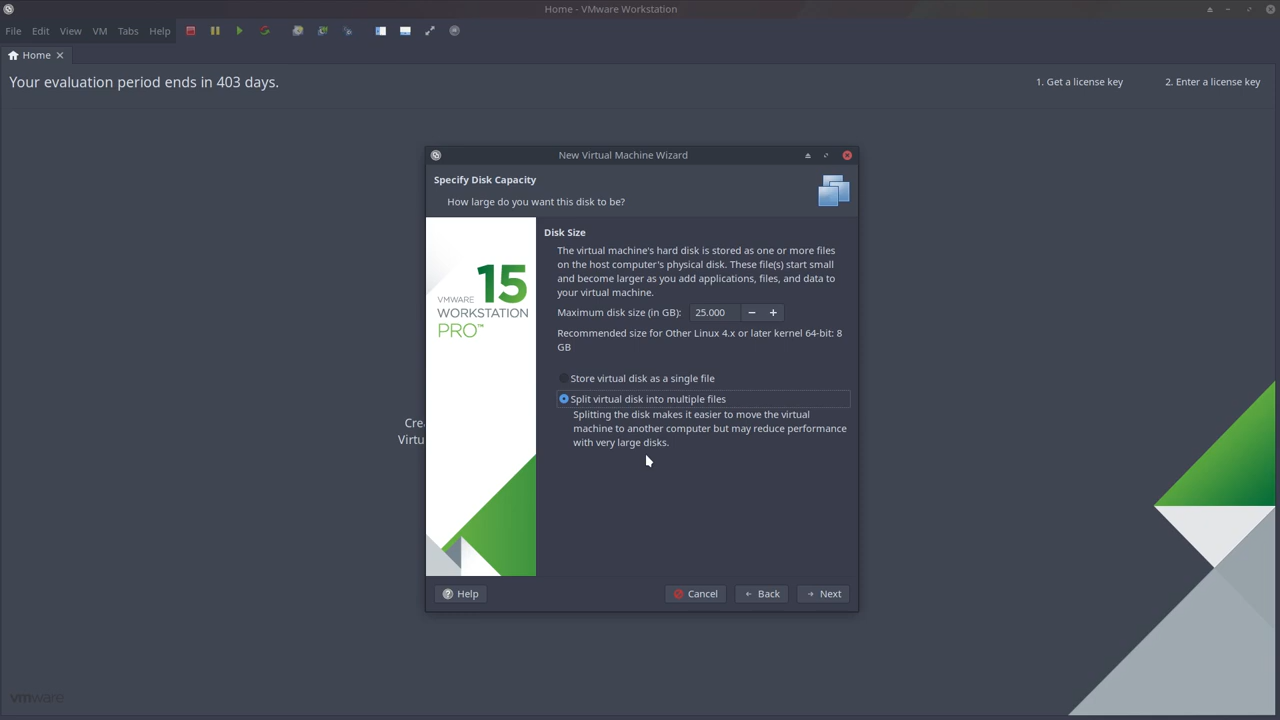 Home - VMware Workstation
File Edit View VM Tabs Help
Home
Your evaluation period ends in 403 days.
1. Get a license key
2. Enter a license key
New Virtual Machine Wizard
Specify Disk Capacity
How large do you want this disk to be?
15
VMWARE
WORKSTATION
PRO™
Disk Size
The virtual machine's hard disk is stored as one or more files
on the host computer's physical disk. These file(s) start small
and become larger as you add applications, files, and data to
your virtual machine.
Maximum disk size (in GB): 25.000 − +
Recommended size for Other Linux 4.x or later kernel 64-bit: 8
GB
Store virtual disk as a single file
Split virtual disk into multiple files
Splitting the disk makes it easier to move the virtual
machine to another computer but may reduce performance
with very large disks.
Cre
Virtu
Help
Cancel
Back
Next
vmware